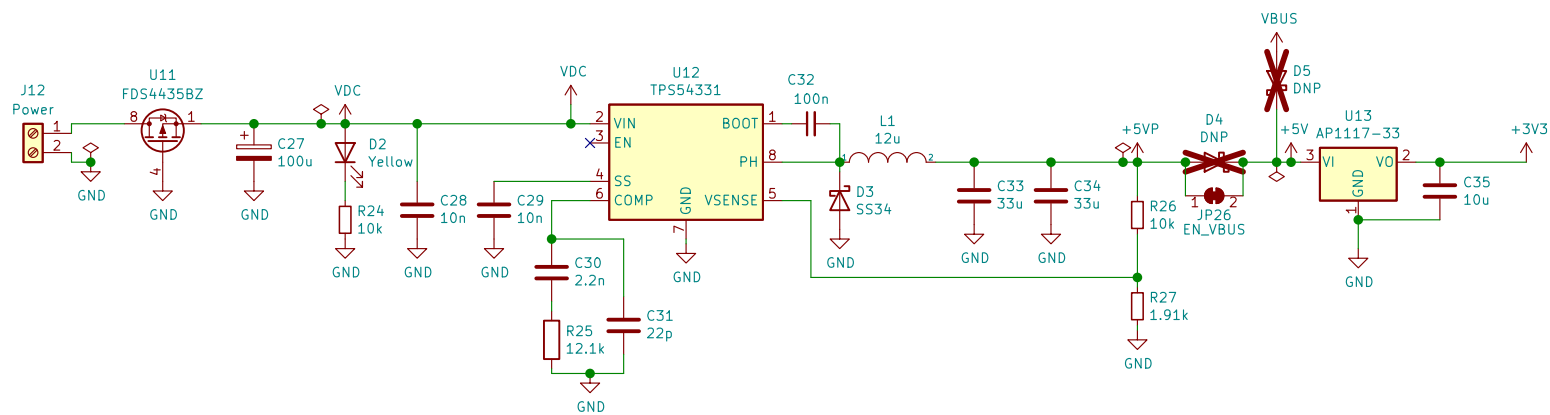 J12
Power
1
2
U11
FDS4435BZ
8
1
4
GND
GND
+
C27
100u
GND
VDC
D2
Yellow
R24
10k
GND
C28
10n
GND
C29
10n
GND
VDC
U12
TPS54331
2
VIN
3
EN
4
SS
6
COMP
BOOT
1
PH
8
VSENSE
5
GND
7
GND
C30
2.2n
R25
12.1k
C31
22p
GND
C32
100n
L1
12u
1
2
D3
SS34
GND
C33
33u
GND
C34
33u
GND
+5VP
R26
10k
R27
1.91k
GND
D4
DNP
1
2
JP26
EN_VBUS
VBUS
D5
DNP
+5V
U13
AP1117-33
3
VI
VO
2
GND
1
GND
C35
10u
+3V3